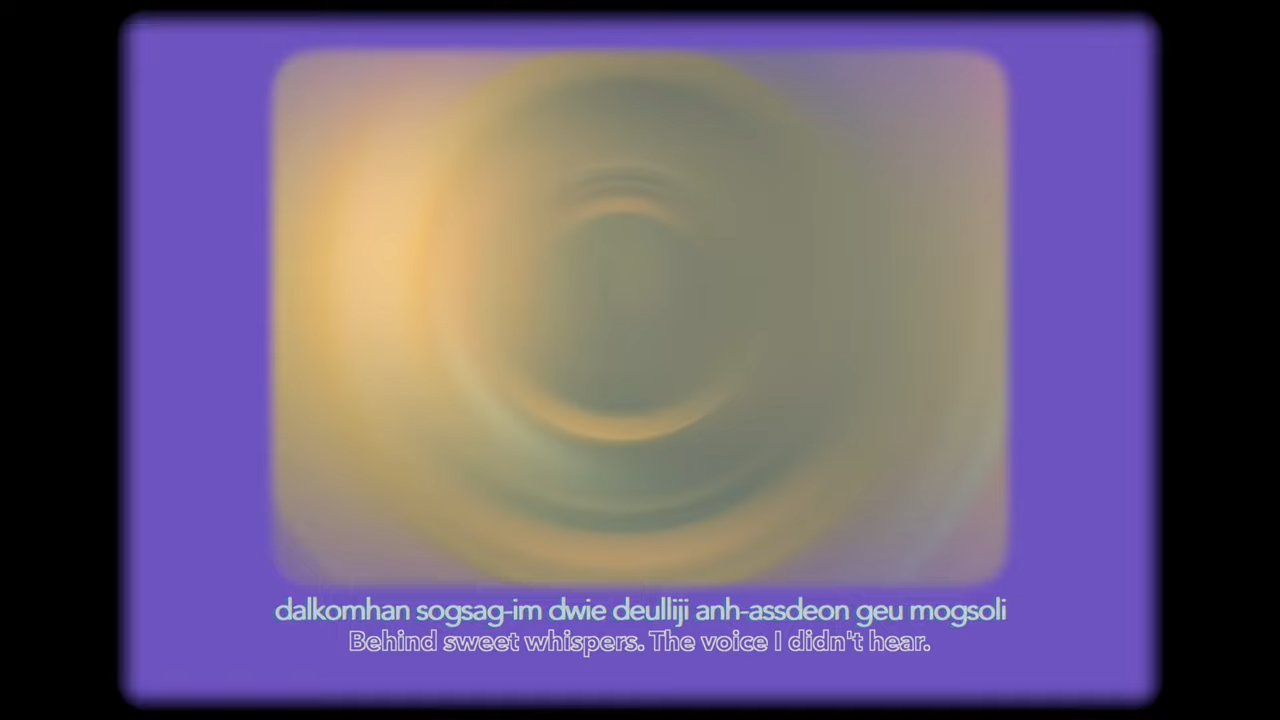 dalkomhan sogsag-im dwie deulliji anh-assdeon geu mogsoli
Behind sweet whispers. The voice I didn't hear.